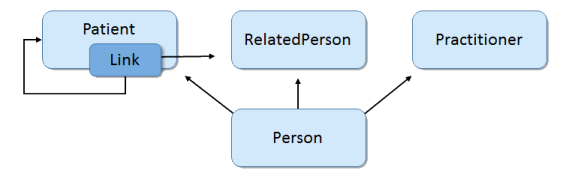 Patient
Link
RelatedPerson
Practitioner
Person